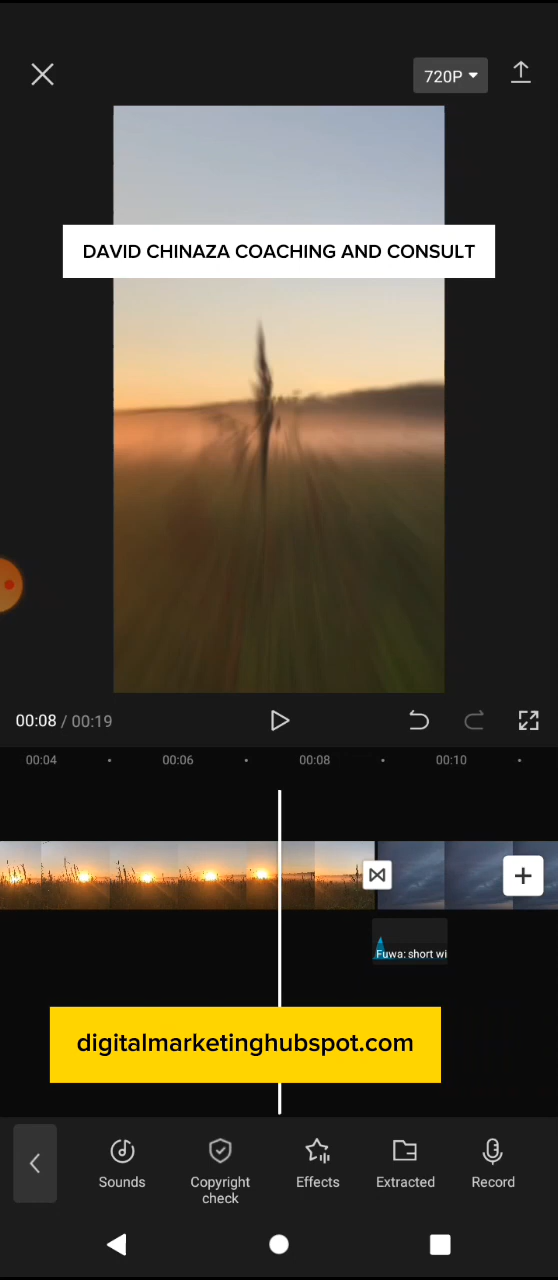 720P
DAVID CHINAZA COACHING AND CONSULT
00:08 / 00:19
00:04 00:06 00:08 00:10
Fuwa: short wi
digitalmarketinghubspot.com
Sounds
Copyright
check
Effects
Extracted
Record